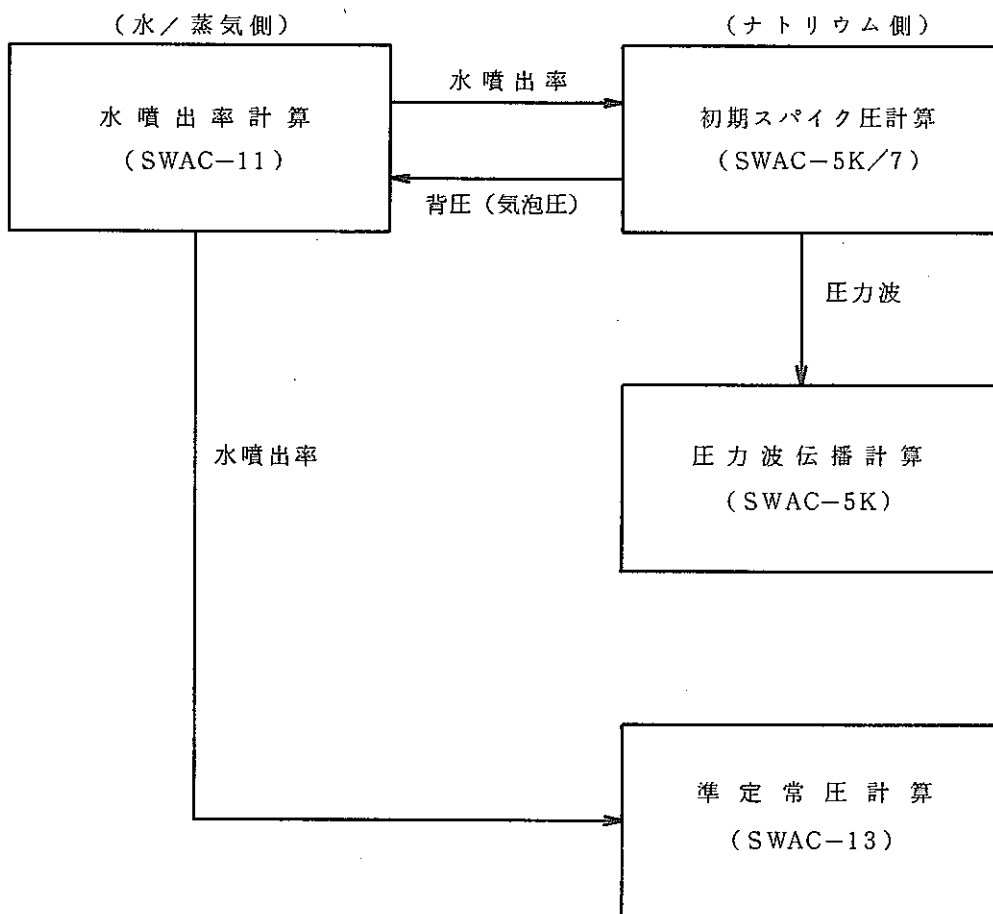 (水/蒸気側)
(ナトリウム側)
水噴出率計算
(SWAC-11)
水噴出率
背圧(気泡圧)
初期スパイク圧計算
(SWAC-5K/7)
圧力波
圧力波伝播計算
(SWAC-5K)
水噴出率
準定常圧計算
(SWAC-13)